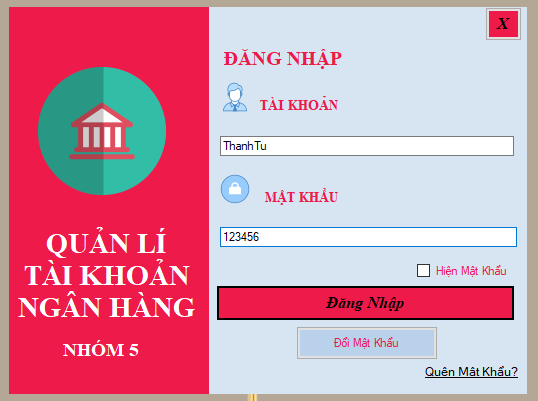 X
ĐĂNG NHẬP
TÀI KHOẢN
ThanhTu
MẬT KHẨU
123456
Hiện Mật Khẩu
Đăng Nhập
Đổi Mật Khẩu
Quên Mât Khẩu?
QUẢN LÍ
TÀI KHOẢN
NGÂN HÀNG
NHÓM 5